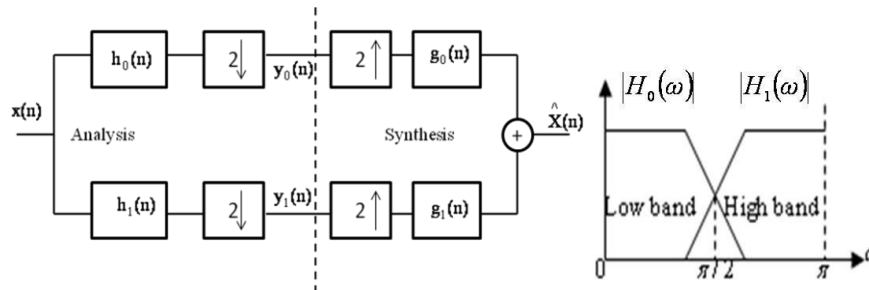 h₀(n) 2↓ y₀(n) 2↑ g₀(n)
x(n) Analysis Synthesis + X̂(n)
h₁(n) 2↓ y₁(n) 2↑ g₁(n)
|H₀(ω)| |H₁(ω)|
Low band High band
0 π/2 π